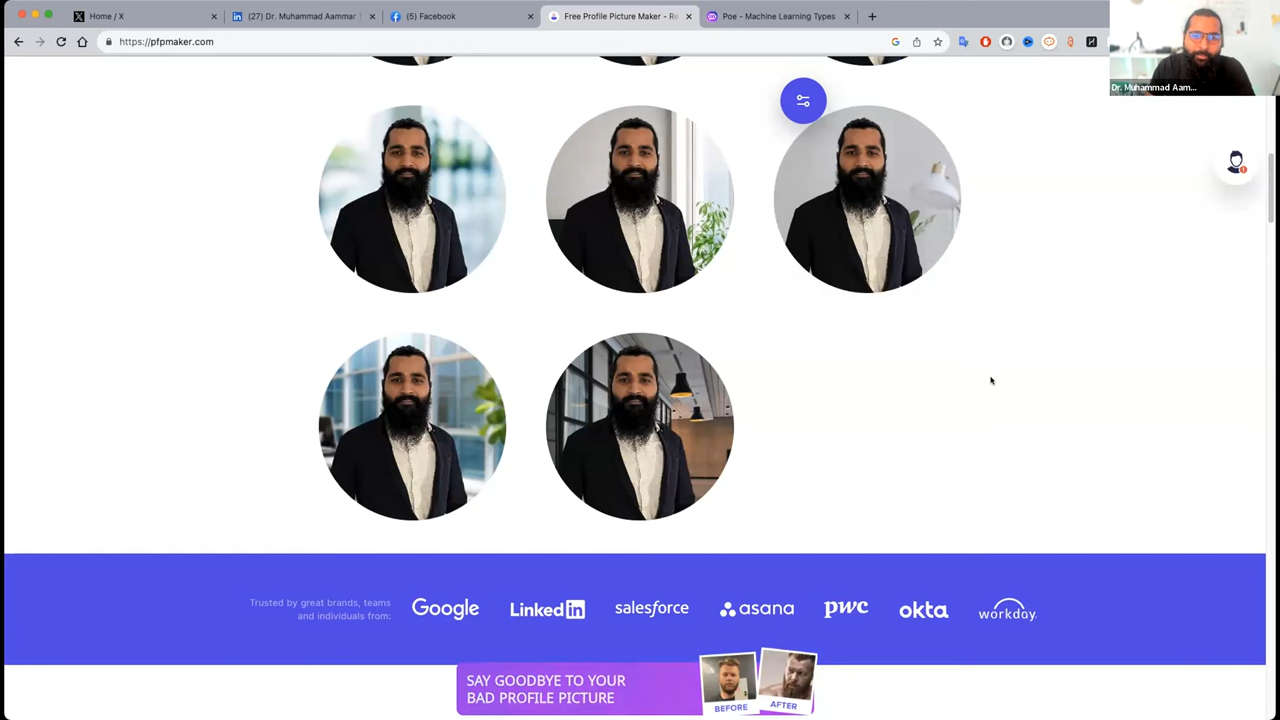 Home / X
(27) Dr. Muhammad Aammar T
(5) Facebook
Free Profile Picture Maker - Re
Poe - Machine Learning Types
https://pfpmaker.com
Dr. Muhammad Aam...
Trusted by great brands, teams
and individuals from:
Google
Linkedin
salesforce
asana
pwc
okta
workday.
SAY GOODBYE TO YOUR
BAD PROFILE PICTURE
BEFORE
AFTER